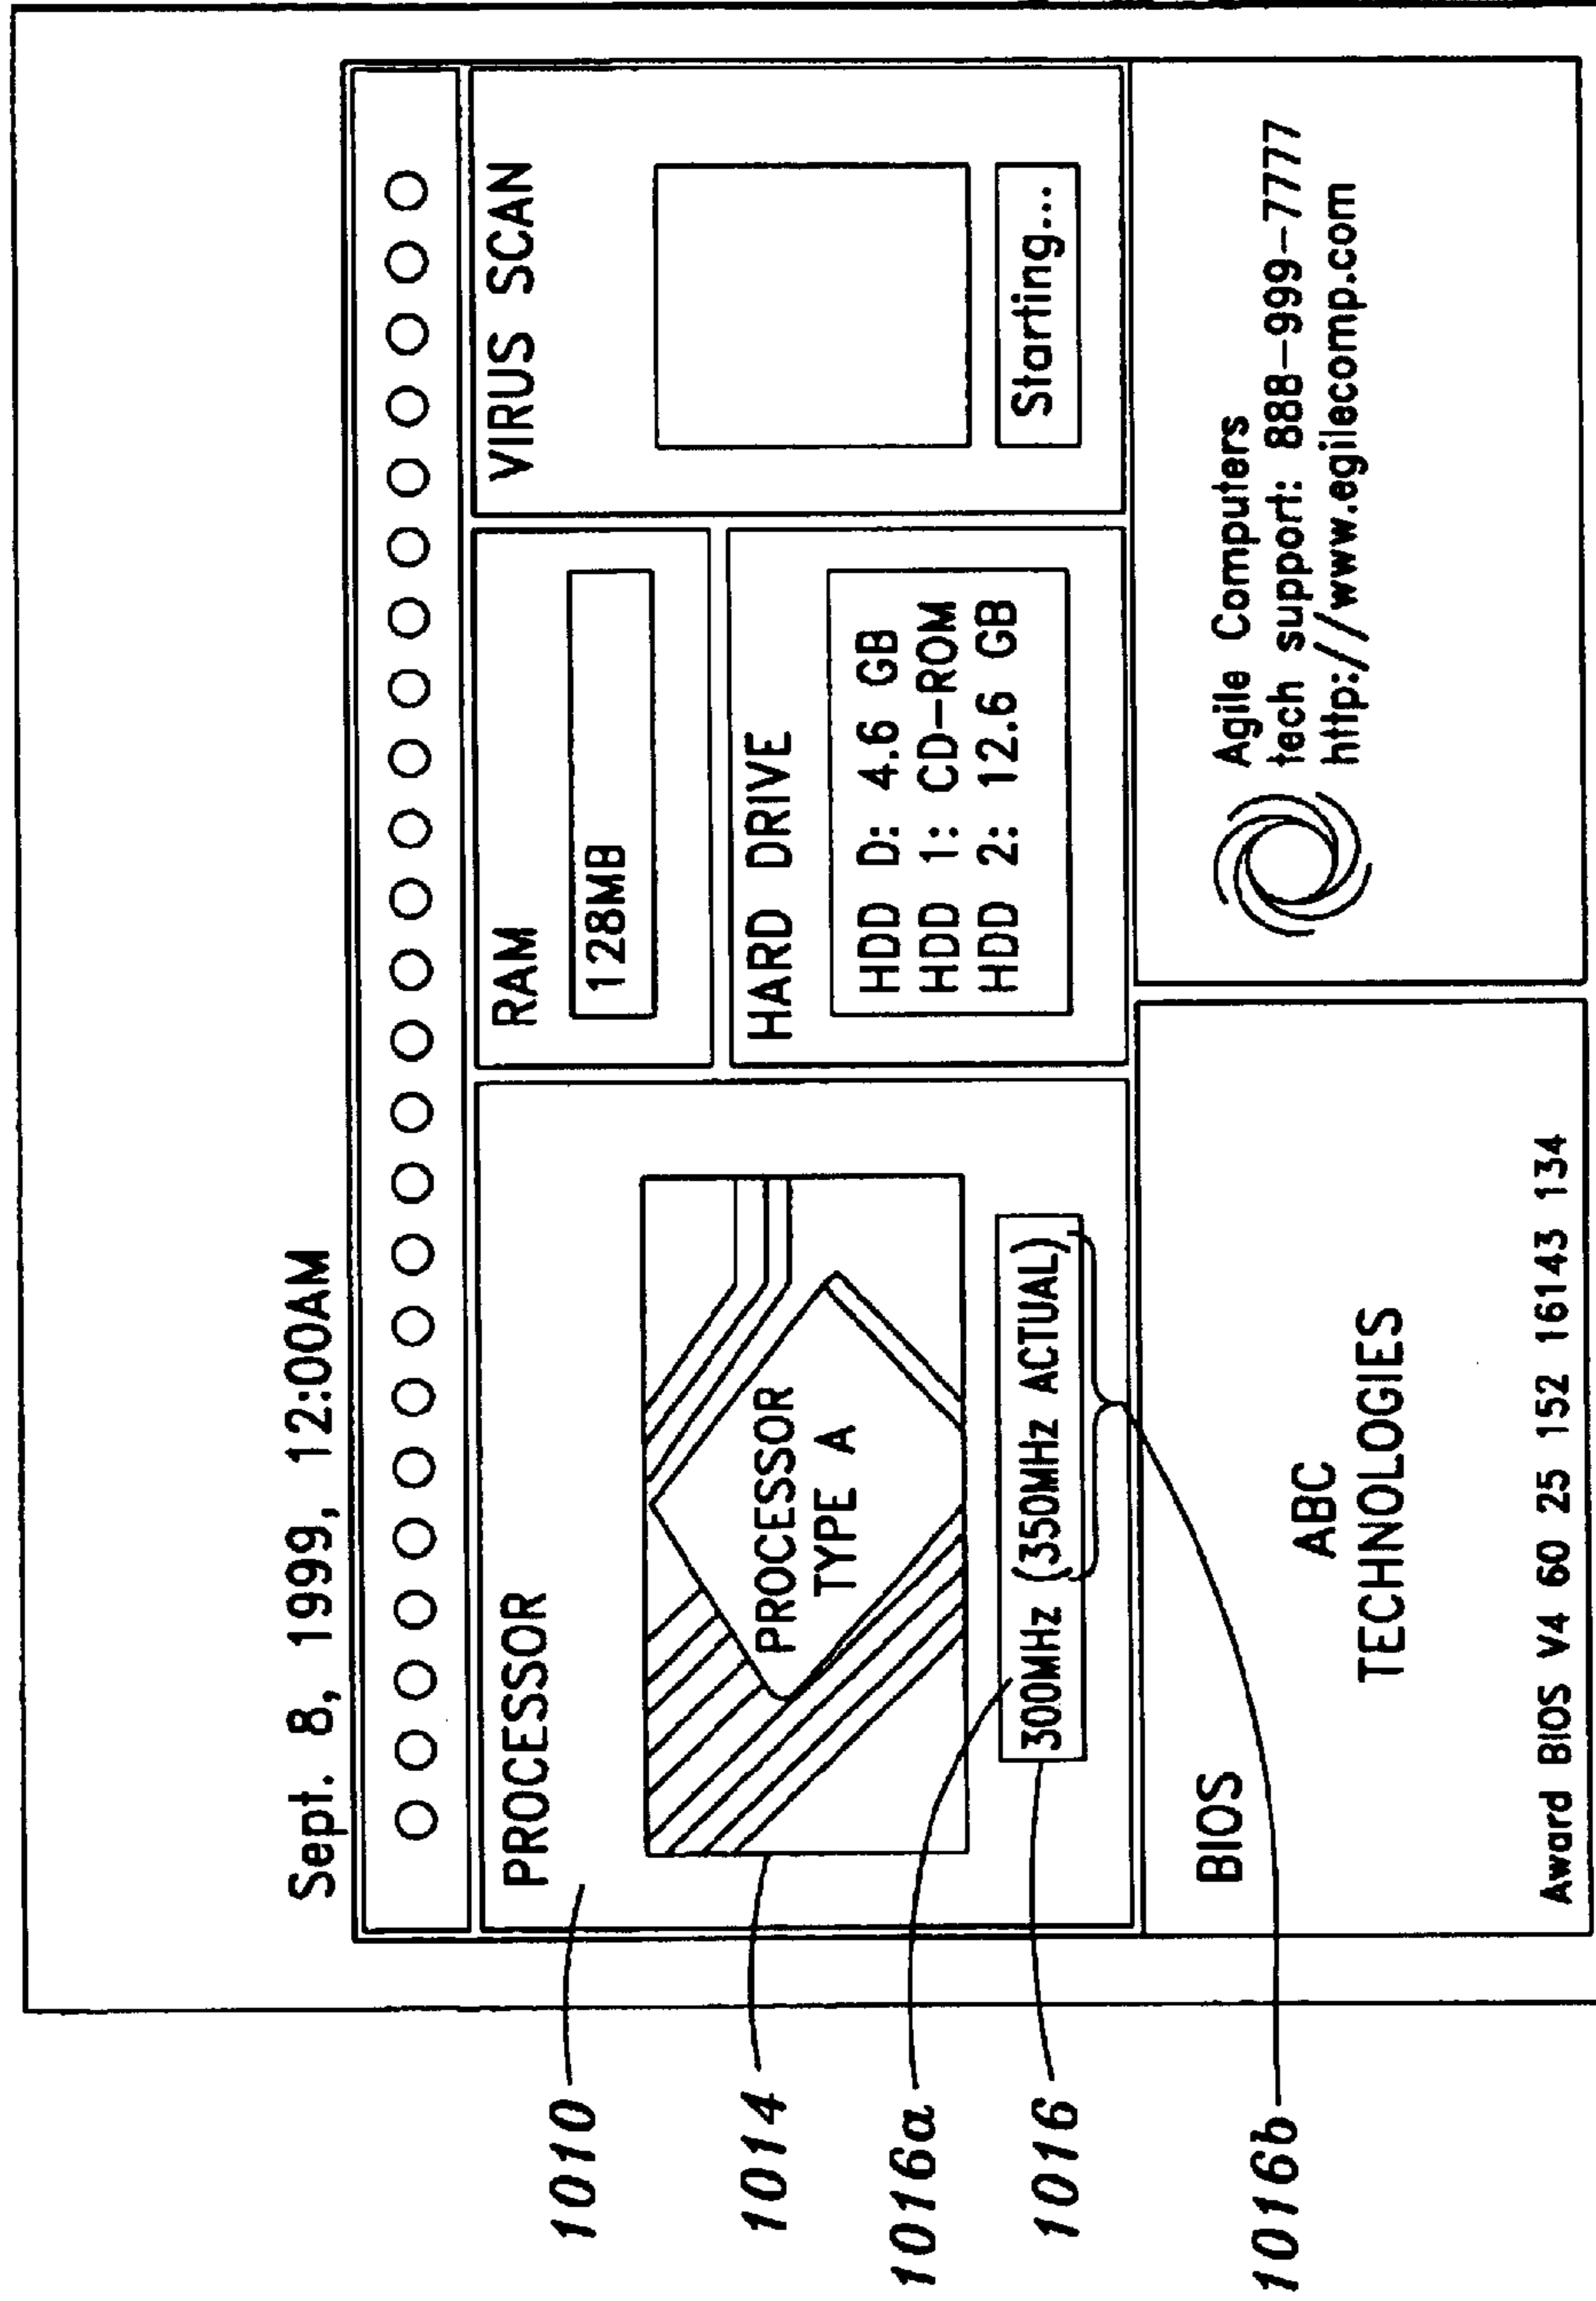 Sept. 8, 1999, 12:00AM
PROCESSOR
PROCESSOR
TYPE A
300MHz (350MHz ACTUAL)
RAM
128MB
HARD DRIVE
HDD D: 4.6 GB
HDD 1: CD-ROM
HDD 2: 12.6 GB
VIRUS SCAN
Starting...
BIOS
ABC
TECHNOLOGIES
Award BIOS V4 60 25 152 16143 134
Agile Computers
tech support: 888-999-7777
http://www.egilecomp.com
1010
1014
1016a
1016
1016b